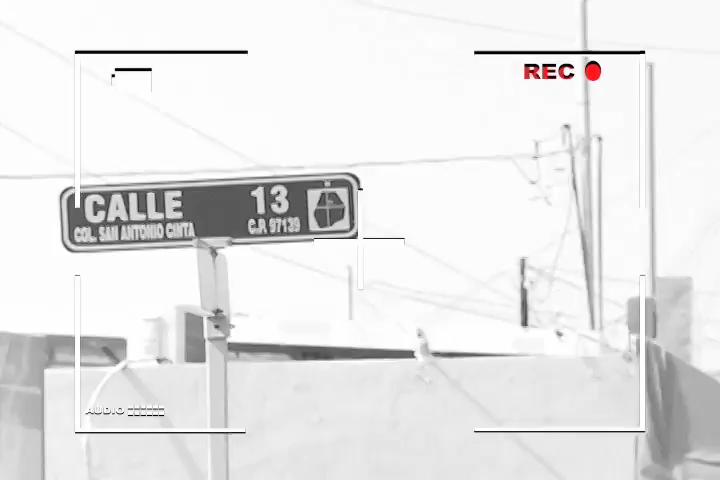 REC
CALLE 13
COL. SAN ANTONIO CINTA C.P. 97139
AUDIO